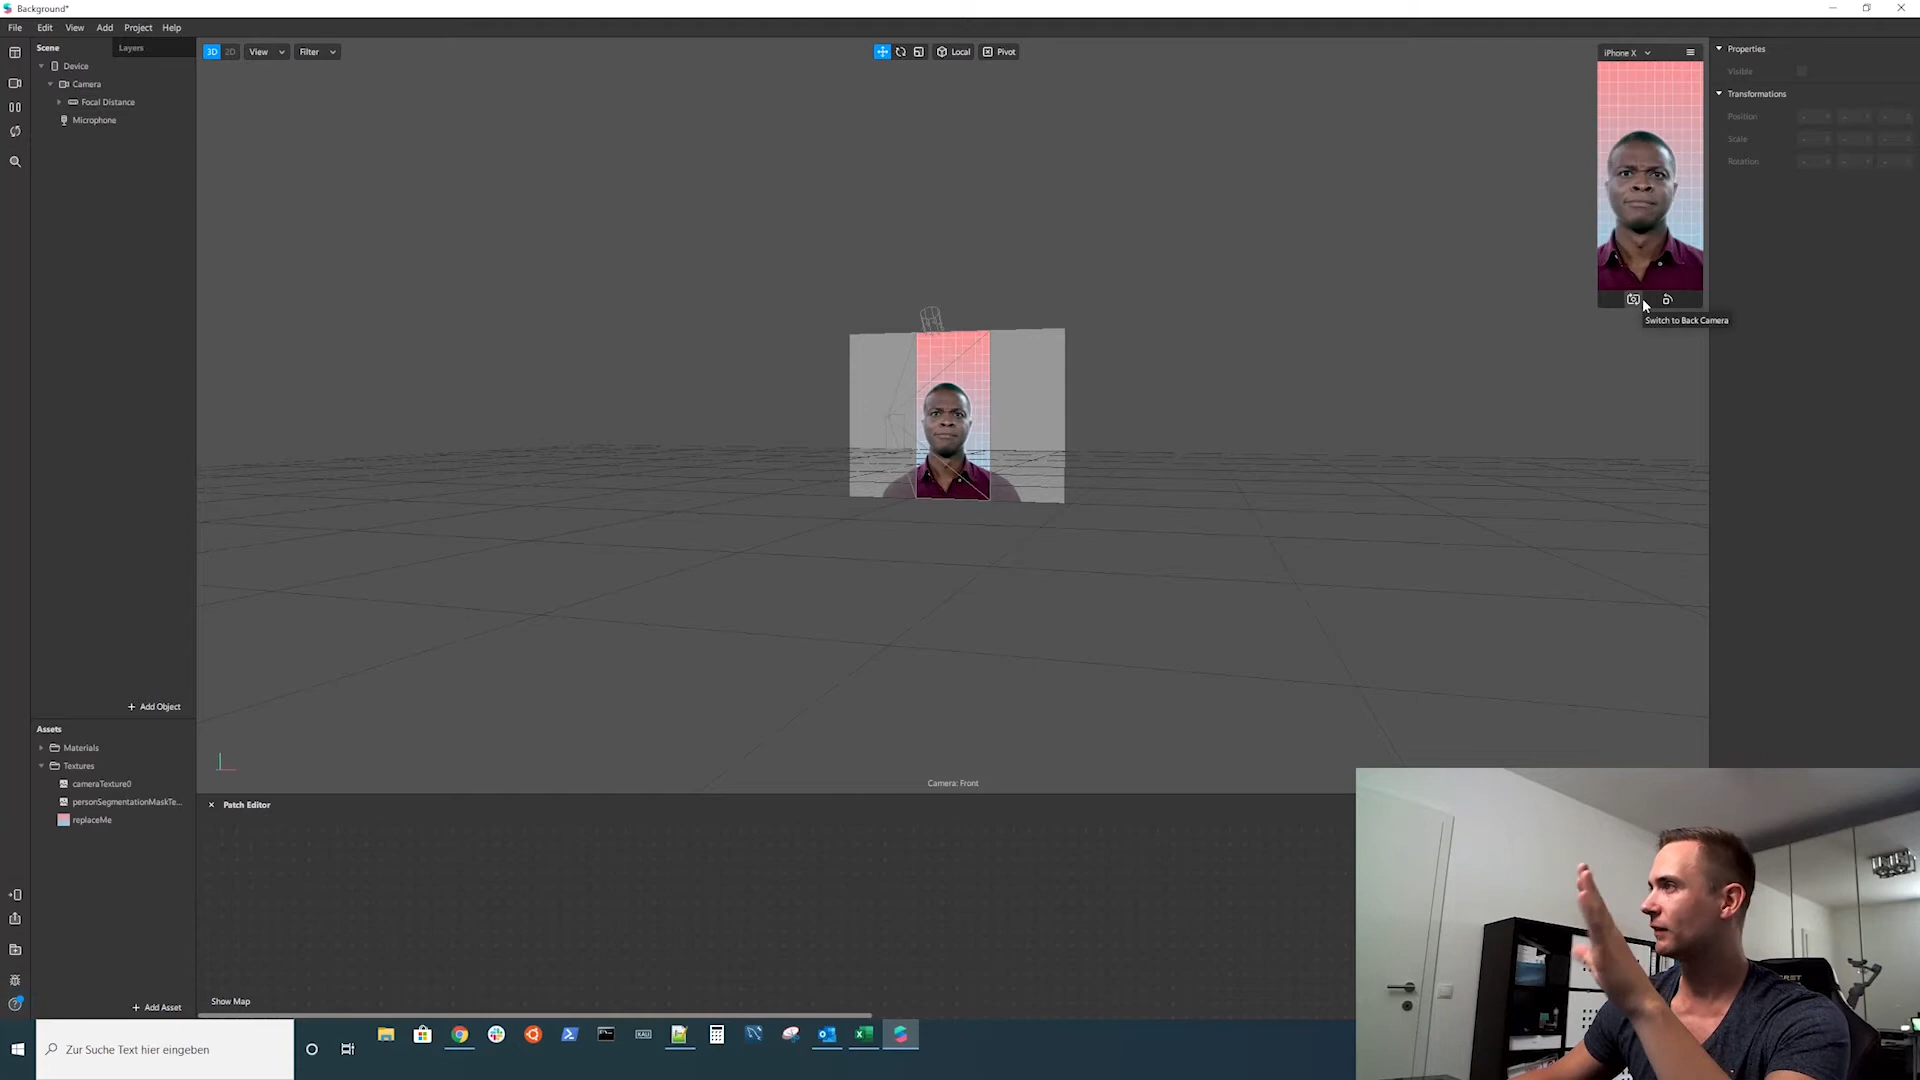 Background*
File Edit View Add Project Help
Scene Layers
Device
Camera
Focal Distance
Microphone
+ Add Object
3D 2D View Filter
Local Pivot
iPhone X
Switch to Back Camera
Properties
Visible
Transformations
Position
Scale
Rotation
Camera: Front
Assets
Materials
Textures
cameraTexture0
personSegmentationMaskTe...
replaceMe
+ Add Asset
× Patch Editor
Show Map
Zur Suche Text hier eingeben
KAU